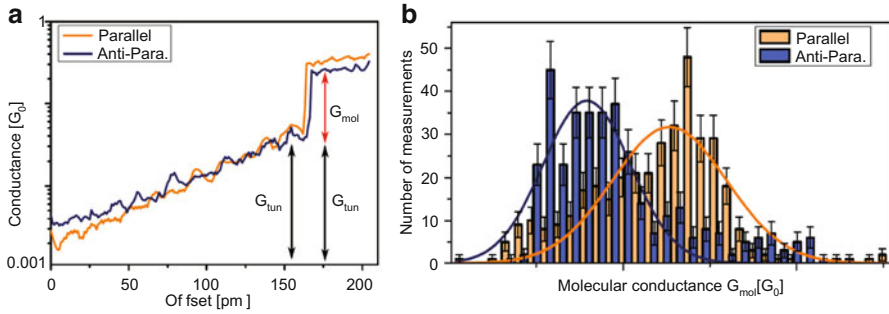 a
Parallel
Anti-Para.
Conductance [G0]
1
0.001
Gmol
Gtun
Gtun
0
50
100
150
200
Of fset [pm ]
b
Parallel
Anti-Para.
Number of measurements
50
40
30
20
10
0
Molecular conductance Gmol[G0]